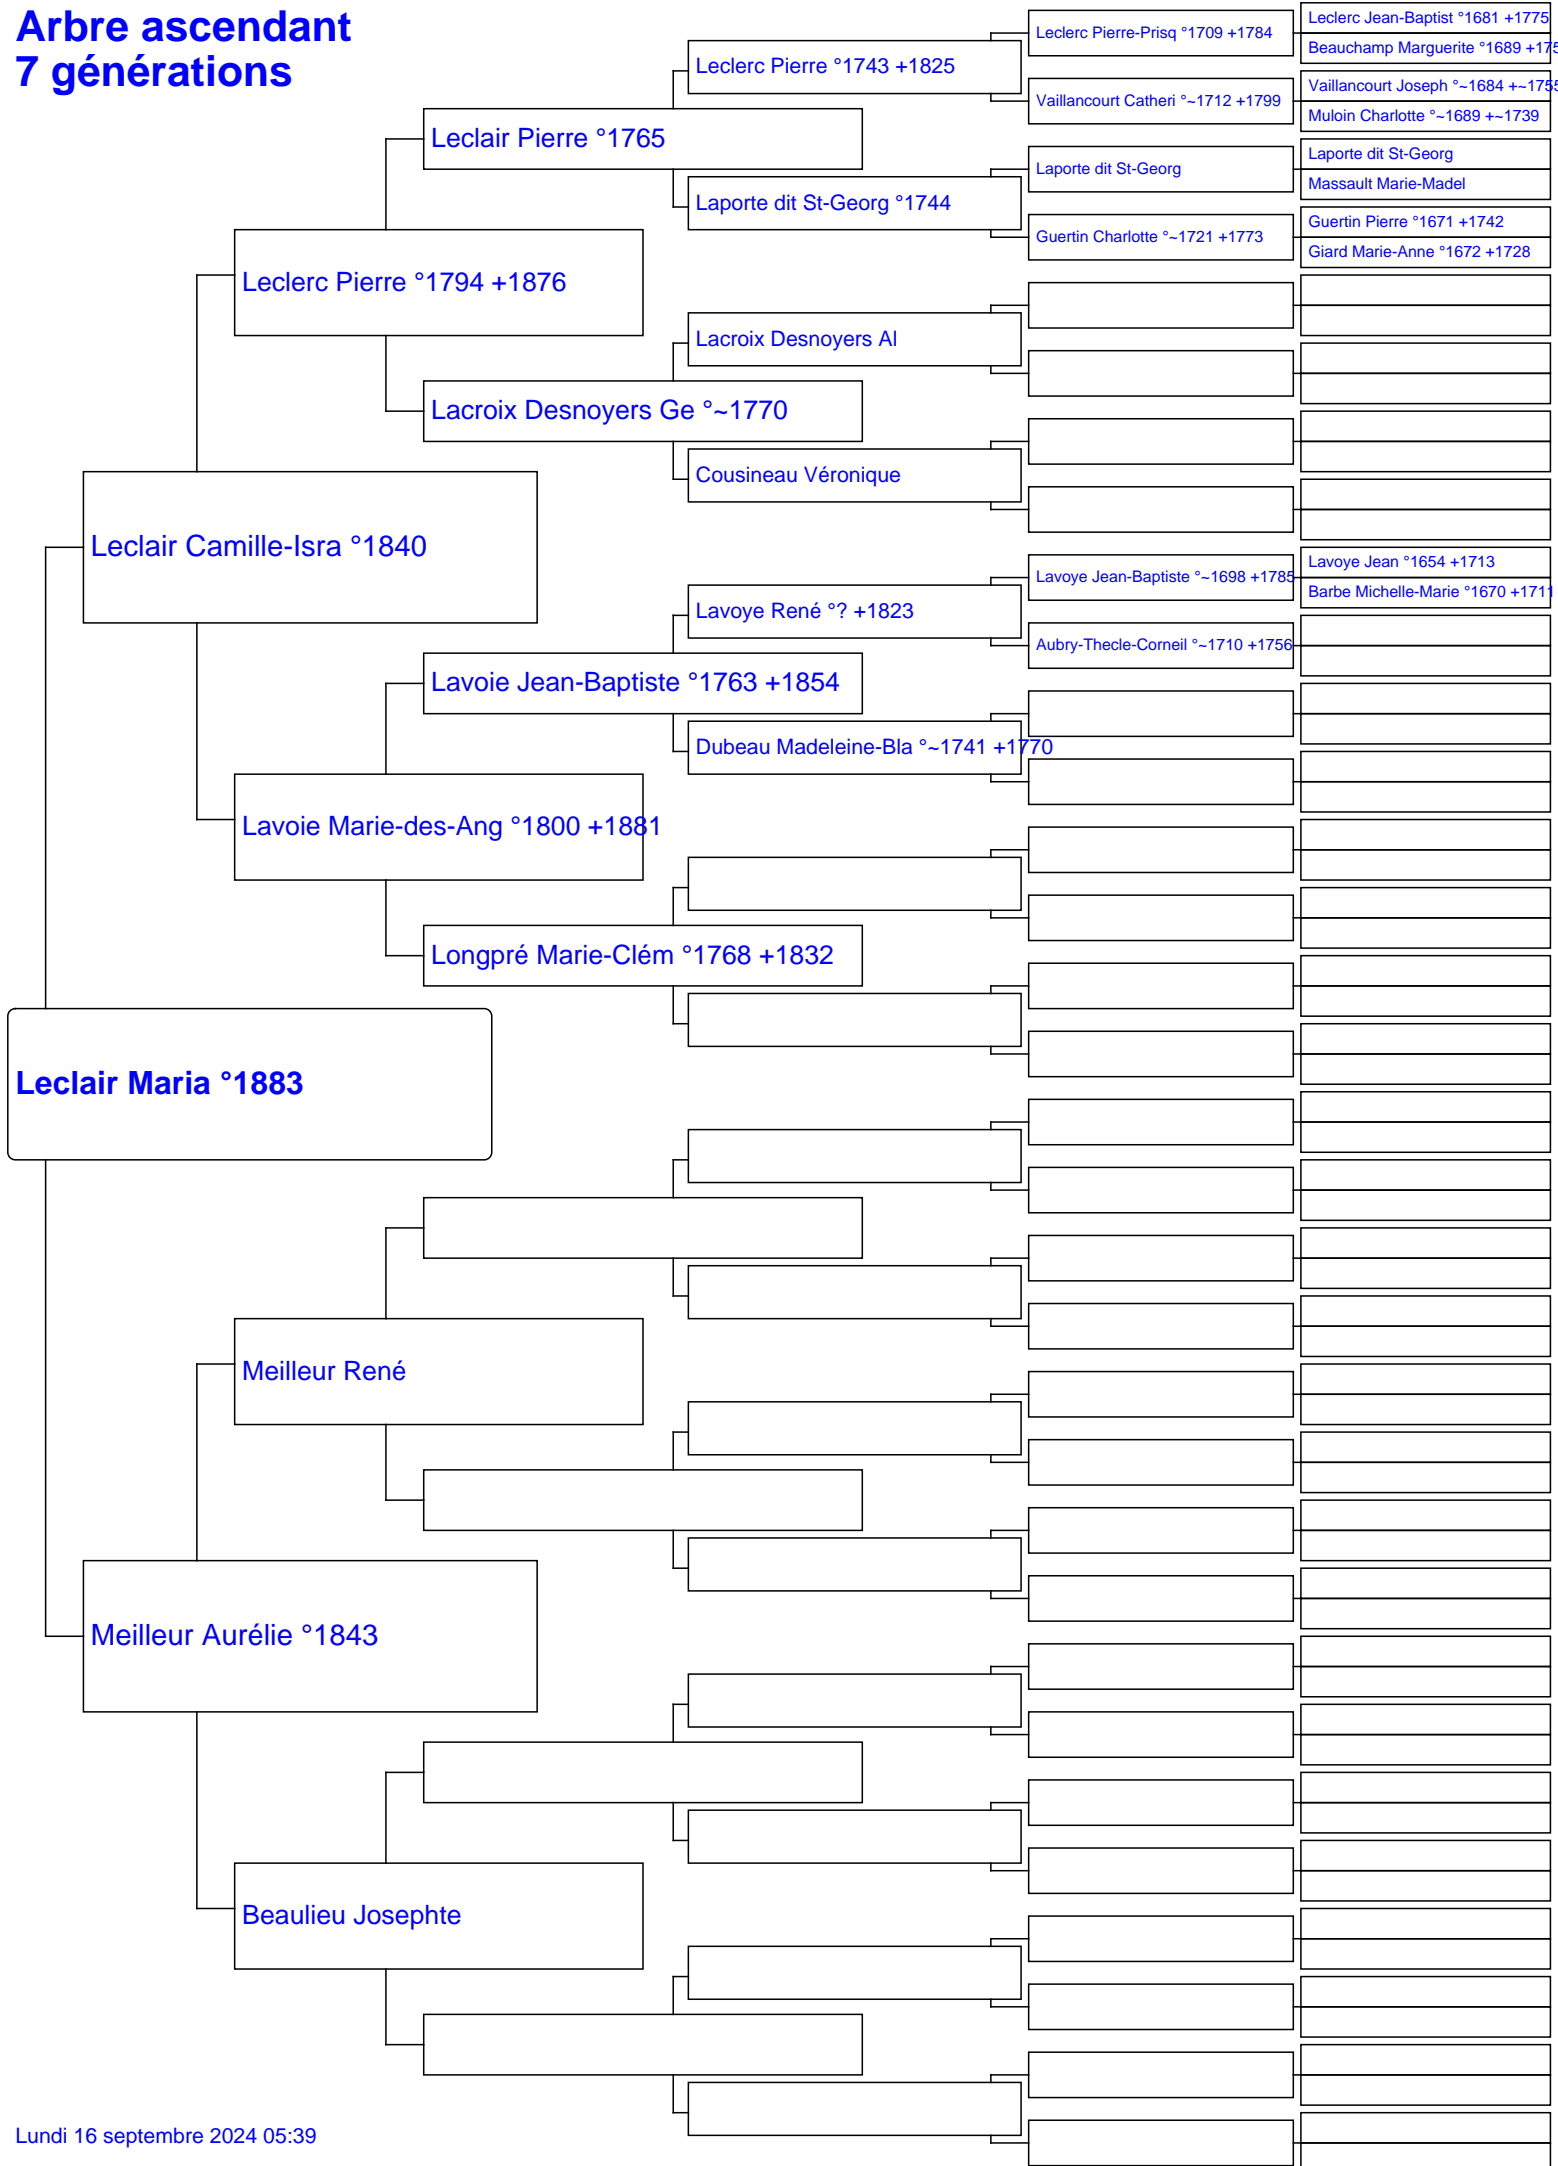 Arbre ascendant
7 générations
Leclerc Jean-Baptist °1681 +1775
Leclerc Pierre-Prisq °1709 +1784
Beauchamp Marguerite °1689 +175
Leclerc Pierre °1743 +1825
Vaillancourt Joseph °~1684 +~1755
Vaillancourt Catheri °~1712 +1799
Muloin Charlotte °~1689 +~1739
Leclair Pierre °1765
Laporte dit St-Georg
Laporte dit St-Georg
Massault Marie-Madel
Laporte dit St-Georg °1744
Guertin Pierre °1671 +1742
Guertin Charlotte °~1721 +1773
Giard Marie-Anne °1672 +1728
Leclerc Pierre °1794 +1876
Lacroix Desnoyers Al
Lacroix Desnoyers Ge °~1770
Cousineau Véronique
Leclair Camille-Isra °1840
Lavoye Jean °1654 +1713
Lavoye Jean-Baptiste °~1698 +1785
Barbe Michelle-Marie °1670 +1711
Lavoye René °? +1823
Aubry-Thecle-Corneil °~1710 +1756
Lavoie Jean-Baptiste °1763 +1854
Dubeau Madeleine-Bla °~1741 +1770
Lavoie Marie-des-Ang °1800 +1881
Longpré Marie-Clém °1768 +1832
Leclair Maria °1883
Meilleur René
Meilleur Aurélie °1843
Beaulieu Josephte
Lundi 16 septembre 2024 05:39